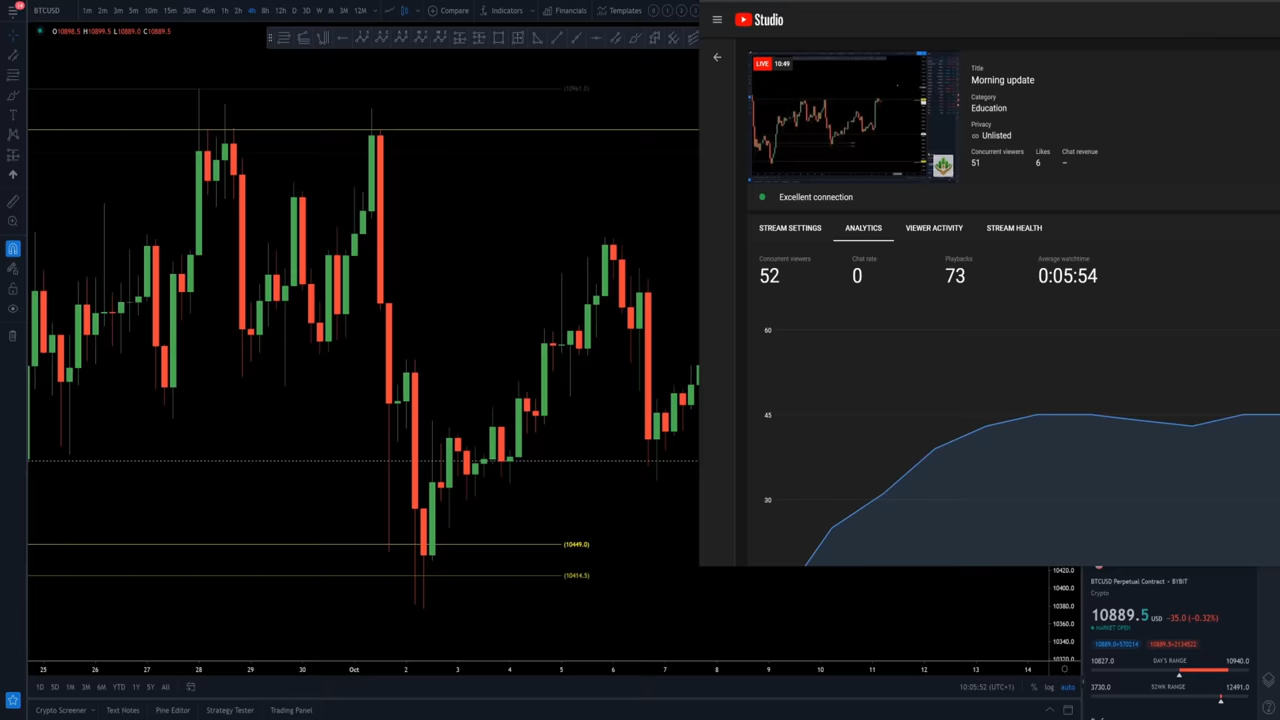 BTCUSD 1m 2m 3m 5m 10m 15m 30m 45m 1h 2h 4h 8h 12h D 3D W M 3M 12M Compare Indicators Financials Templates
O10898.5 H10899.5 L10889.0 C10889.5
(10961.0)
(10449.0)
(10414.5)
Studio
LIVE 10:49
Title
Morning update
Category
Education
Privacy
Unlisted
Concurrent viewers Likes Chat revenue
51 6 –
Excellent connection
STREAM SETTINGS ANALYTICS VIEWER ACTIVITY STREAM HEALTH
Concurrent viewers Chat rate Playbacks Average watchtime
52 0 73 0:05:54
60
45
30
10420.0
10380.0
10360.0
10340.0
10320.0
BTCUSD Perpetual Contract • BYBIT
Crypto
10889.5 USD −35.0 (−0.32%)
MARKET OPEN
10889.0×570214 10889.5×2134522
10827.0 DAY'S RANGE 10940.0
3730.0 52WK RANGE 12491.0
25 26 27 28 29 30 Oct 2 3 4 5 6 7 8 9 10 11 12 13 14
1D 5D 1M 3M 6M YTD 1Y 5Y All 10:05:52 (UTC+1) % log auto
Crypto Screener Text Notes Pine Editor Strategy Tester Trading Panel